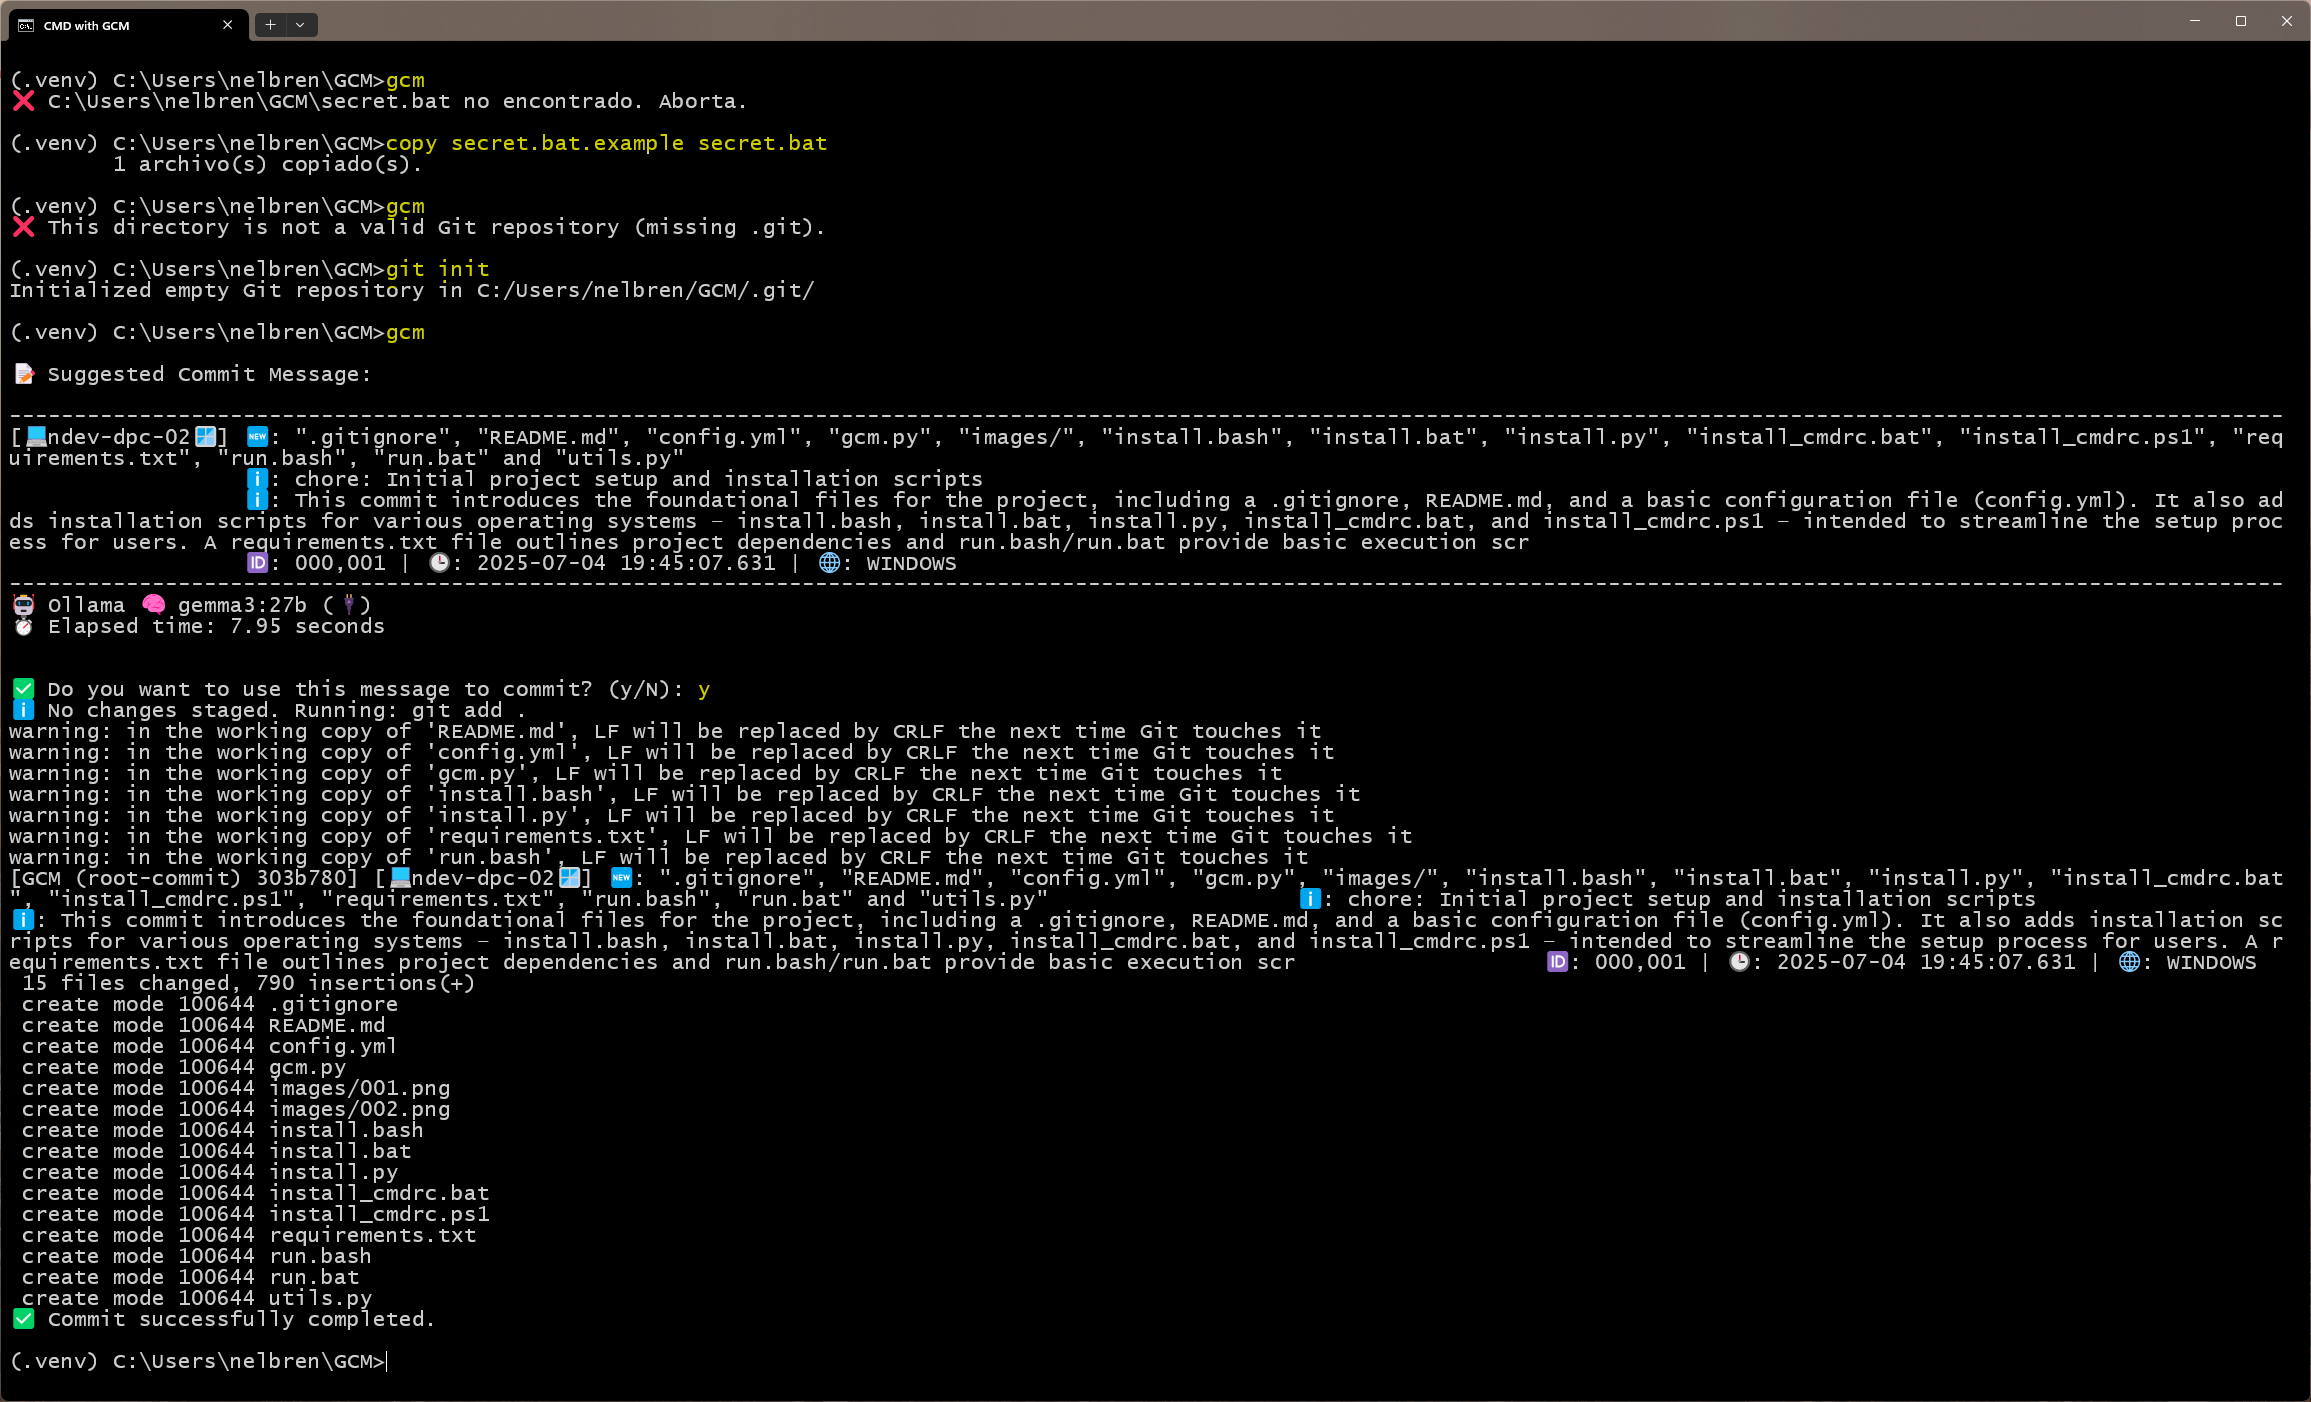 CMD with GCM
(.venv) C:\Users\nelbren\GCM>gcm
❌ C:\Users\nelbren\GCM\secret.bat no encontrado. Aborta.
(.venv) C:\Users\nelbren\GCM>copy secret.bat.example secret.bat
        1 archivo(s) copiado(s).
(.venv) C:\Users\nelbren\GCM>gcm
❌ This directory is not a valid Git repository (missing .git).
(.venv) C:\Users\nelbren\GCM>git init
Initialized empty Git repository in C:/Users/nelbren/GCM/.git/
(.venv) C:\Users\nelbren\GCM>gcm
📝 Suggested Commit Message:
-------------------------------------------------------------------------------------------------------------------------------------------------------------------------------
[💻ndev-dpc-02🪟] 🆕: ".gitignore", "README.md", "config.yml", "gcm.py", "images/", "install.bash", "install.bat", "install.py", "install_cmdrc.bat", "install_cmdrc.ps1", "req
uirements.txt", "run.bash", "run.bat" and "utils.py"
ℹ️: chore: Initial project setup and installation scripts
ℹ️: This commit introduces the foundational files for the project, including a .gitignore, README.md, and a basic configuration file (config.yml). It also ad
ds installation scripts for various operating systems – install.bash, install.bat, install.py, install_cmdrc.bat, and install_cmdrc.ps1 – intended to streamline the setup proc
ess for users. A requirements.txt file outlines project dependencies and run.bash/run.bat provide basic execution scr
🆔: 000,001 | 🕒: 2025-07-04 19:45:07.631 | 🌐: WINDOWS
-------------------------------------------------------------------------------------------------------------------------------------------------------------------------------
🤖 Ollama 🧠 gemma3:27b (🔌)
⏱️ Elapsed time: 7.95 seconds
✅ Do you want to use this message to commit? (y/N): y
ℹ️ No changes staged. Running: git add .
warning: in the working copy of 'README.md', LF will be replaced by CRLF the next time Git touches it
warning: in the working copy of 'config.yml', LF will be replaced by CRLF the next time Git touches it
warning: in the working copy of 'gcm.py', LF will be replaced by CRLF the next time Git touches it
warning: in the working copy of 'install.bash', LF will be replaced by CRLF the next time Git touches it
warning: in the working copy of 'install.py', LF will be replaced by CRLF the next time Git touches it
warning: in the working copy of 'requirements.txt', LF will be replaced by CRLF the next time Git touches it
warning: in the working copy of 'run.bash', LF will be replaced by CRLF the next time Git touches it
[GCM (root-commit) 303b780] [💻ndev-dpc-02🪟] 🆕: ".gitignore", "README.md", "config.yml", "gcm.py", "images/", "install.bash", "install.bat", "install.py", "install_cmdrc.bat
", "install_cmdrc.ps1", "requirements.txt", "run.bash", "run.bat" and "utils.py" ℹ️: chore: Initial project setup and installation scripts
ℹ️: This commit introduces the foundational files for the project, including a .gitignore, README.md, and a basic configuration file (config.yml). It also adds installation sc
ripts for various operating systems – install.bash, install.bat, install.py, install_cmdrc.bat, and install_cmdrc.ps1 – intended to streamline the setup process for users. A r
equirements.txt file outlines project dependencies and run.bash/run.bat provide basic execution scr 🆔: 000,001 | 🕒: 2025-07-04 19:45:07.631 | 🌐: WINDOWS
 15 files changed, 790 insertions(+)
 create mode 100644 .gitignore
 create mode 100644 README.md
 create mode 100644 config.yml
 create mode 100644 gcm.py
 create mode 100644 images/001.png
 create mode 100644 images/002.png
 create mode 100644 install.bash
 create mode 100644 install.bat
 create mode 100644 install.py
 create mode 100644 install_cmdrc.bat
 create mode 100644 install_cmdrc.ps1
 create mode 100644 requirements.txt
 create mode 100644 run.bash
 create mode 100644 run.bat
 create mode 100644 utils.py
✅ Commit successfully completed.
(.venv) C:\Users\nelbren\GCM>